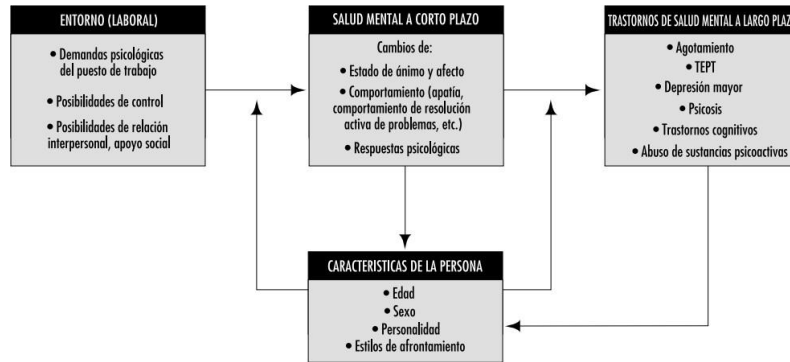 ENTORNO (LABORAL)
• Demandas psicológicas
del puesto de trabajo
• Posibilidades de control
• Posibilidades de relación
interpersonal, apoyo social
SALUD MENTAL A CORTO PLAZO
Cambios de:
• Estado de ánimo y afecto
• Comportamiento (apatía,
comportamiento de resolución
activa de problemas, etc.)
• Respuestas psicológicas
TRASTORNOS DE SALUD MENTAL A LARGO PLAZ
• Agotamiento
• TEPT
• Depresión mayor
• Psicosis
• Trastornos cognitivos
• Abuso de sustancias psicoactivas
CARACTERISTICAS DE LA PERSONA
• Edad
• Sexo
• Personalidad
• Estilos de afrontamiento